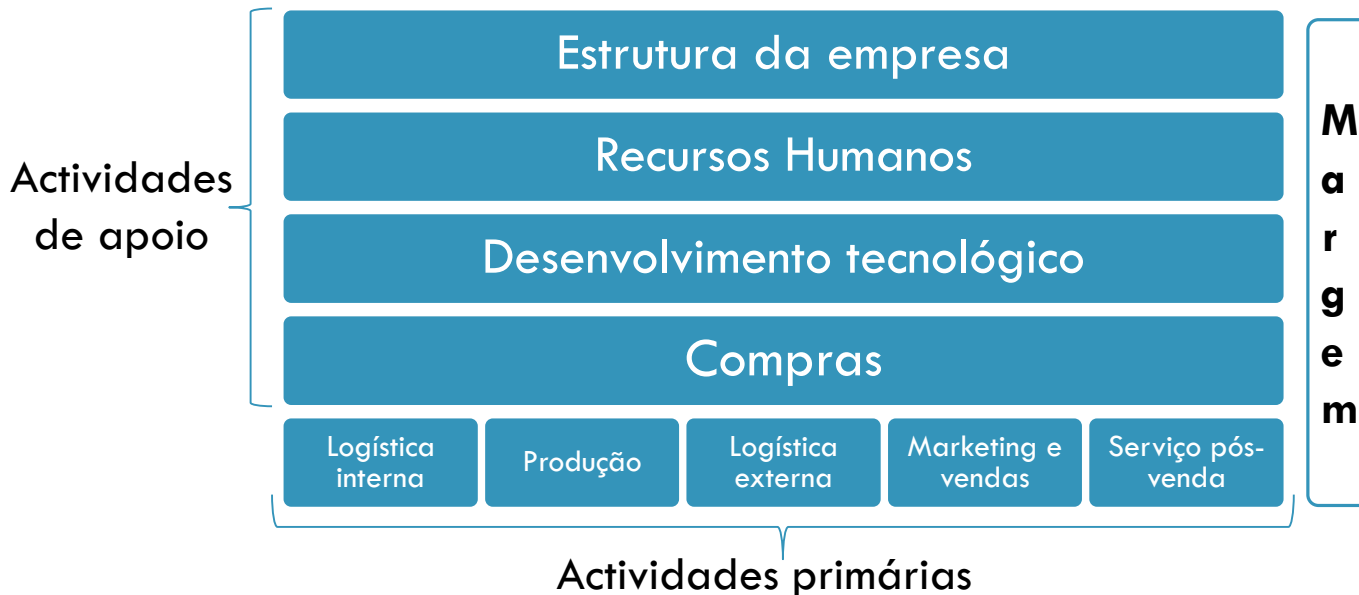 Estrutura da empresa
Recursos Humanos
Desenvolvimento tecnológico
Compras
Actividades
de apoio
Logística
interna
Produção
Logística
externa
Marketing e
vendas
Serviço pós-
venda
Actividades primárias
M
a
r
g
e
m